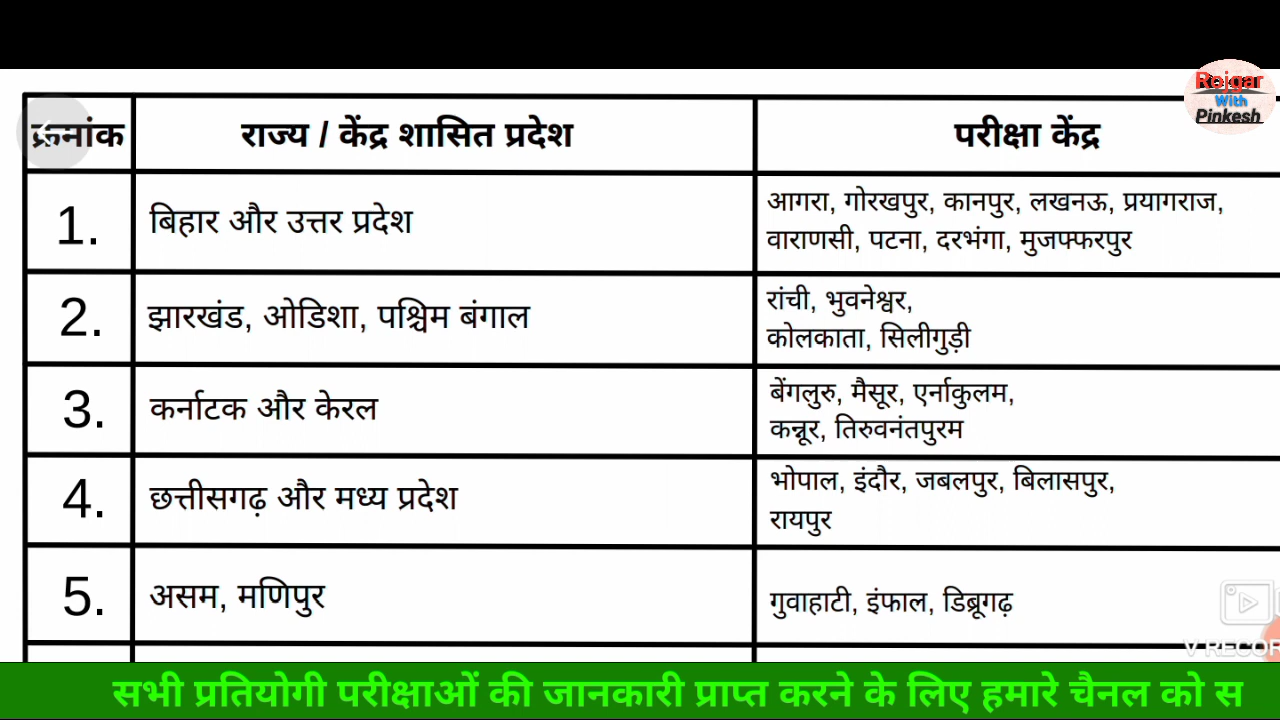 Rojgar
With
Pinkesh
क्रमांक राज्य / केंद्र शासित प्रदेश परीक्षा केंद्र
1. बिहार और उत्तर प्रदेश आगरा, गोरखपुर, कानपुर, लखनऊ, प्रयागराज,
वाराणसी, पटना, दरभंगा, मुजफ्फरपुर
2. झारखंड, ओडिशा, पश्चिम बंगाल रांची, भुवनेश्वर,
कोलकाता, सिलीगुड़ी
3. कर्नाटक और केरल बेंगलुरु, मैसूर, एर्नाकुलम,
कन्नूर, तिरुवनंतपुरम
4. छत्तीसगढ़ और मध्य प्रदेश भोपाल, इंदौर, जबलपुर, बिलासपुर,
रायपुर
5. असम, मणिपुर गुवाहाटी, इंफाल, डिब्रूगढ़
V RECOR
सभी प्रतियोगी परीक्षाओं की जानकारी प्राप्त करने के लिए हमारे चैनल को स